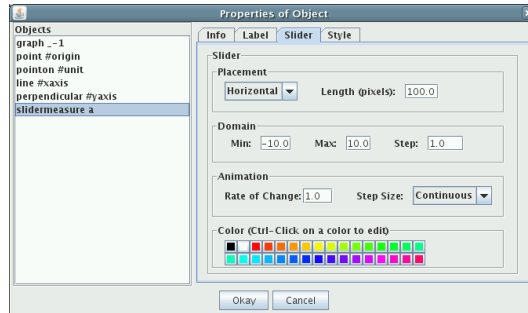 Properties of Object
Objects
graph _-1
point #origin
pointon #unit
line #xaxis
perpendicular #yaxis
slidermeasure a
Info Label Slider Style
Slider
Placement
Horizontal Length (pixels): 100.0
Domain
Min: -10.0 Max: 10.0 Step: 1.0
Animation
Rate of Change: 1.0 Step Size: Continuous
Color (Ctrl-Click on a color to edit)
Okay Cancel